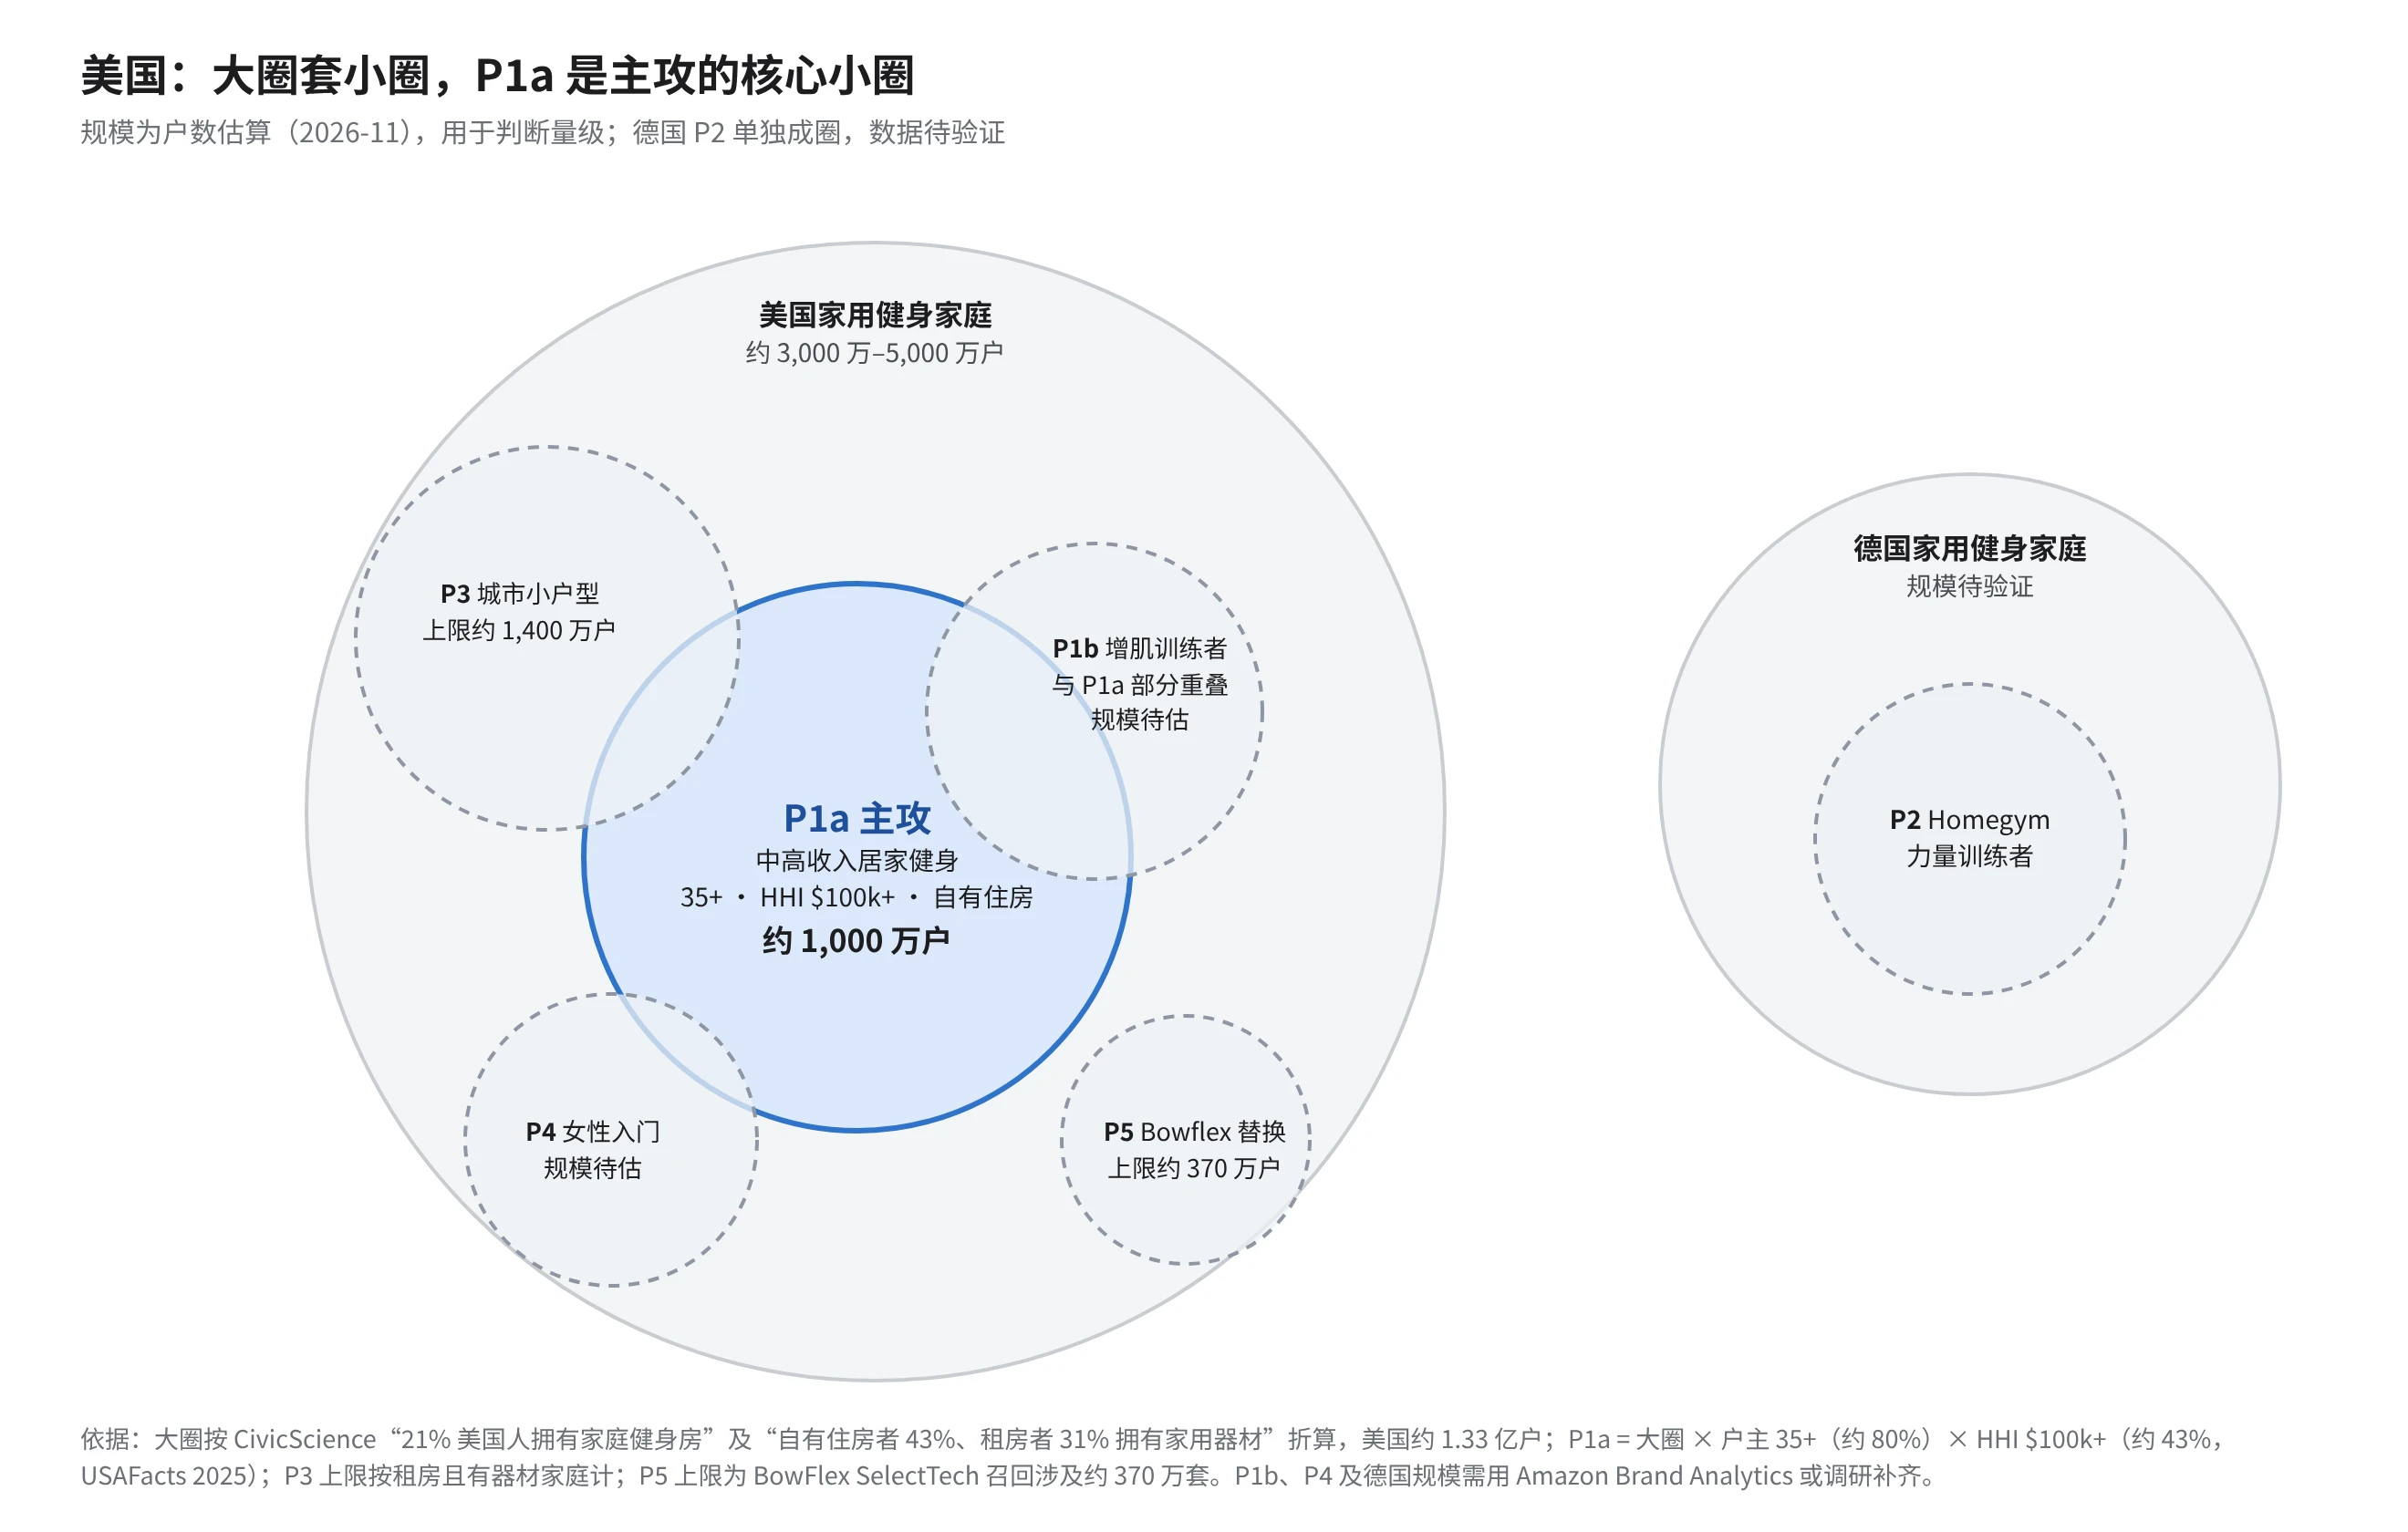 美国：大圈套小圈，P1a 是主攻的核心小圈
规模为户数估算（2026-11），用于判断量级；德国 P2 单独成圈，数据待验证
美国家用健身家庭
约 3,000 万–5,000 万户
P3 城市小户型
上限约 1,400 万户
P1b 增肌训练者
与 P1a 部分重叠
规模待估
P1a 主攻
中高收入居家健身
35+ · HHI $100k+ · 自有住房
约 1,000 万户
P4 女性入门
规模待估
P5 Bowflex 替换
上限约 370 万户
德国家用健身家庭
规模待验证
P2 Homegym
力量训练者
依据：大圈按 CivicScience“21% 美国人拥有家庭健身房”及“自有住房者 43%、租房者 31% 拥有家用器材”折算，美国约 1.33 亿户；P1a = 大圈 × 户主 35+（约 80%）× HHI $100k+（约 43%，
USAFacts 2025）；P3 上限按租房且有器材家庭计；P5 上限为 BowFlex SelectTech 召回涉及约 370 万套。P1b、P4 及德国规模需用 Amazon Brand Analytics 或调研补齐。